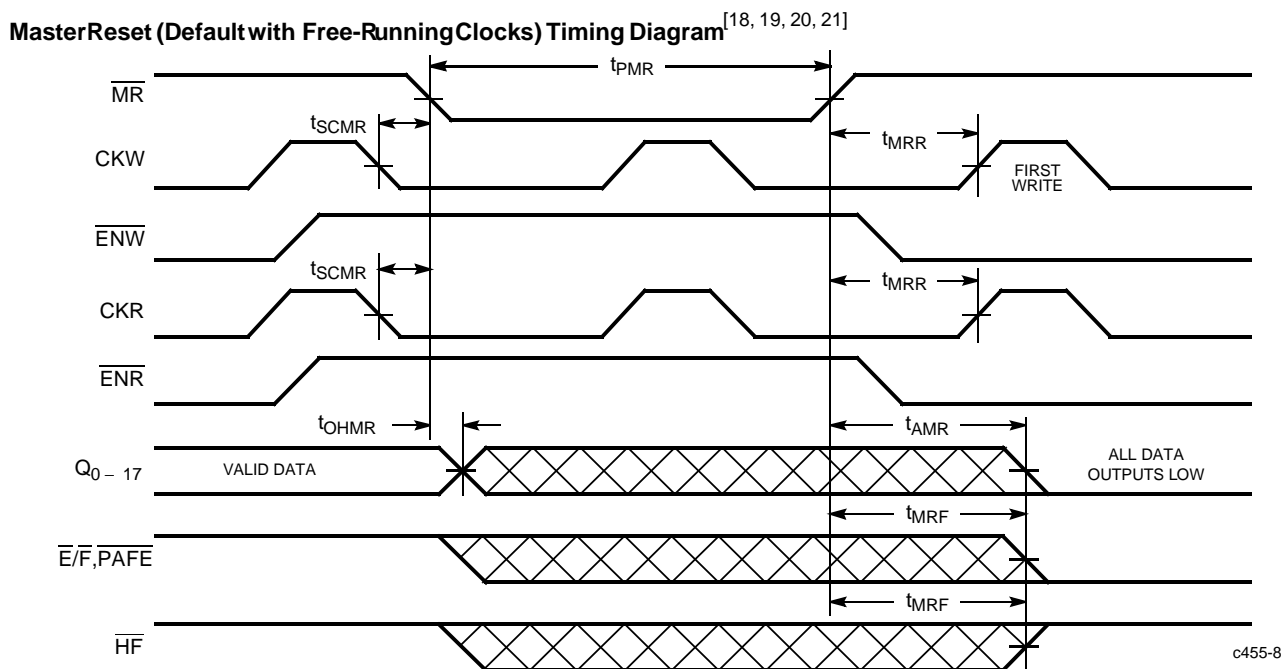 MasterReset (Default with Free-Running Clocks) Timing Diagram[18, 19, 20, 21]
MR
tPMR
tSCMR
CKW
tMRR
FIRST
WRITE
ENW
tSCMR
tMRR
CKR
ENR
tOHMR
tAMR
Q0 – 17
VALID DATA
ALL DATA
OUTPUTS LOW
tMRF
E/F,PAFE
tMRF
HF
c455-8